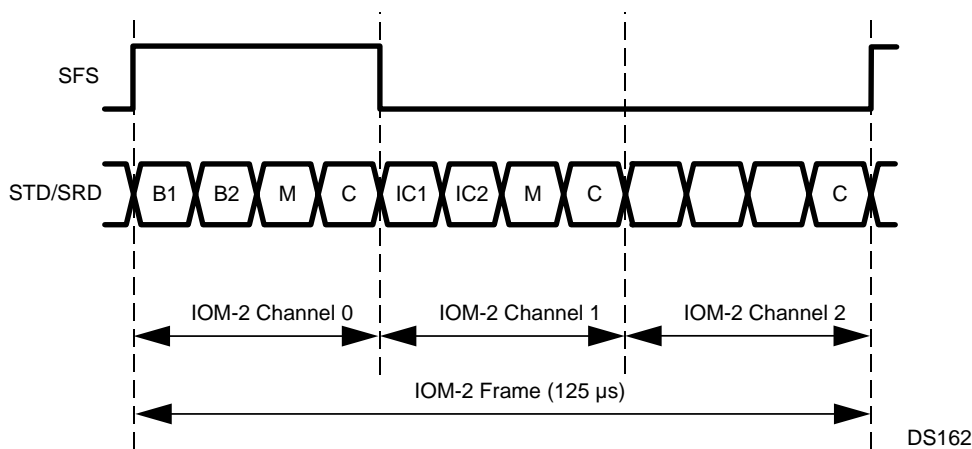 SFS
STD/SRD B1 B2 M C IC1 IC2 M C C
IOM-2 Channel 0 IOM-2 Channel 1 IOM-2 Channel 2
IOM-2 Frame (125 µs)
DS162